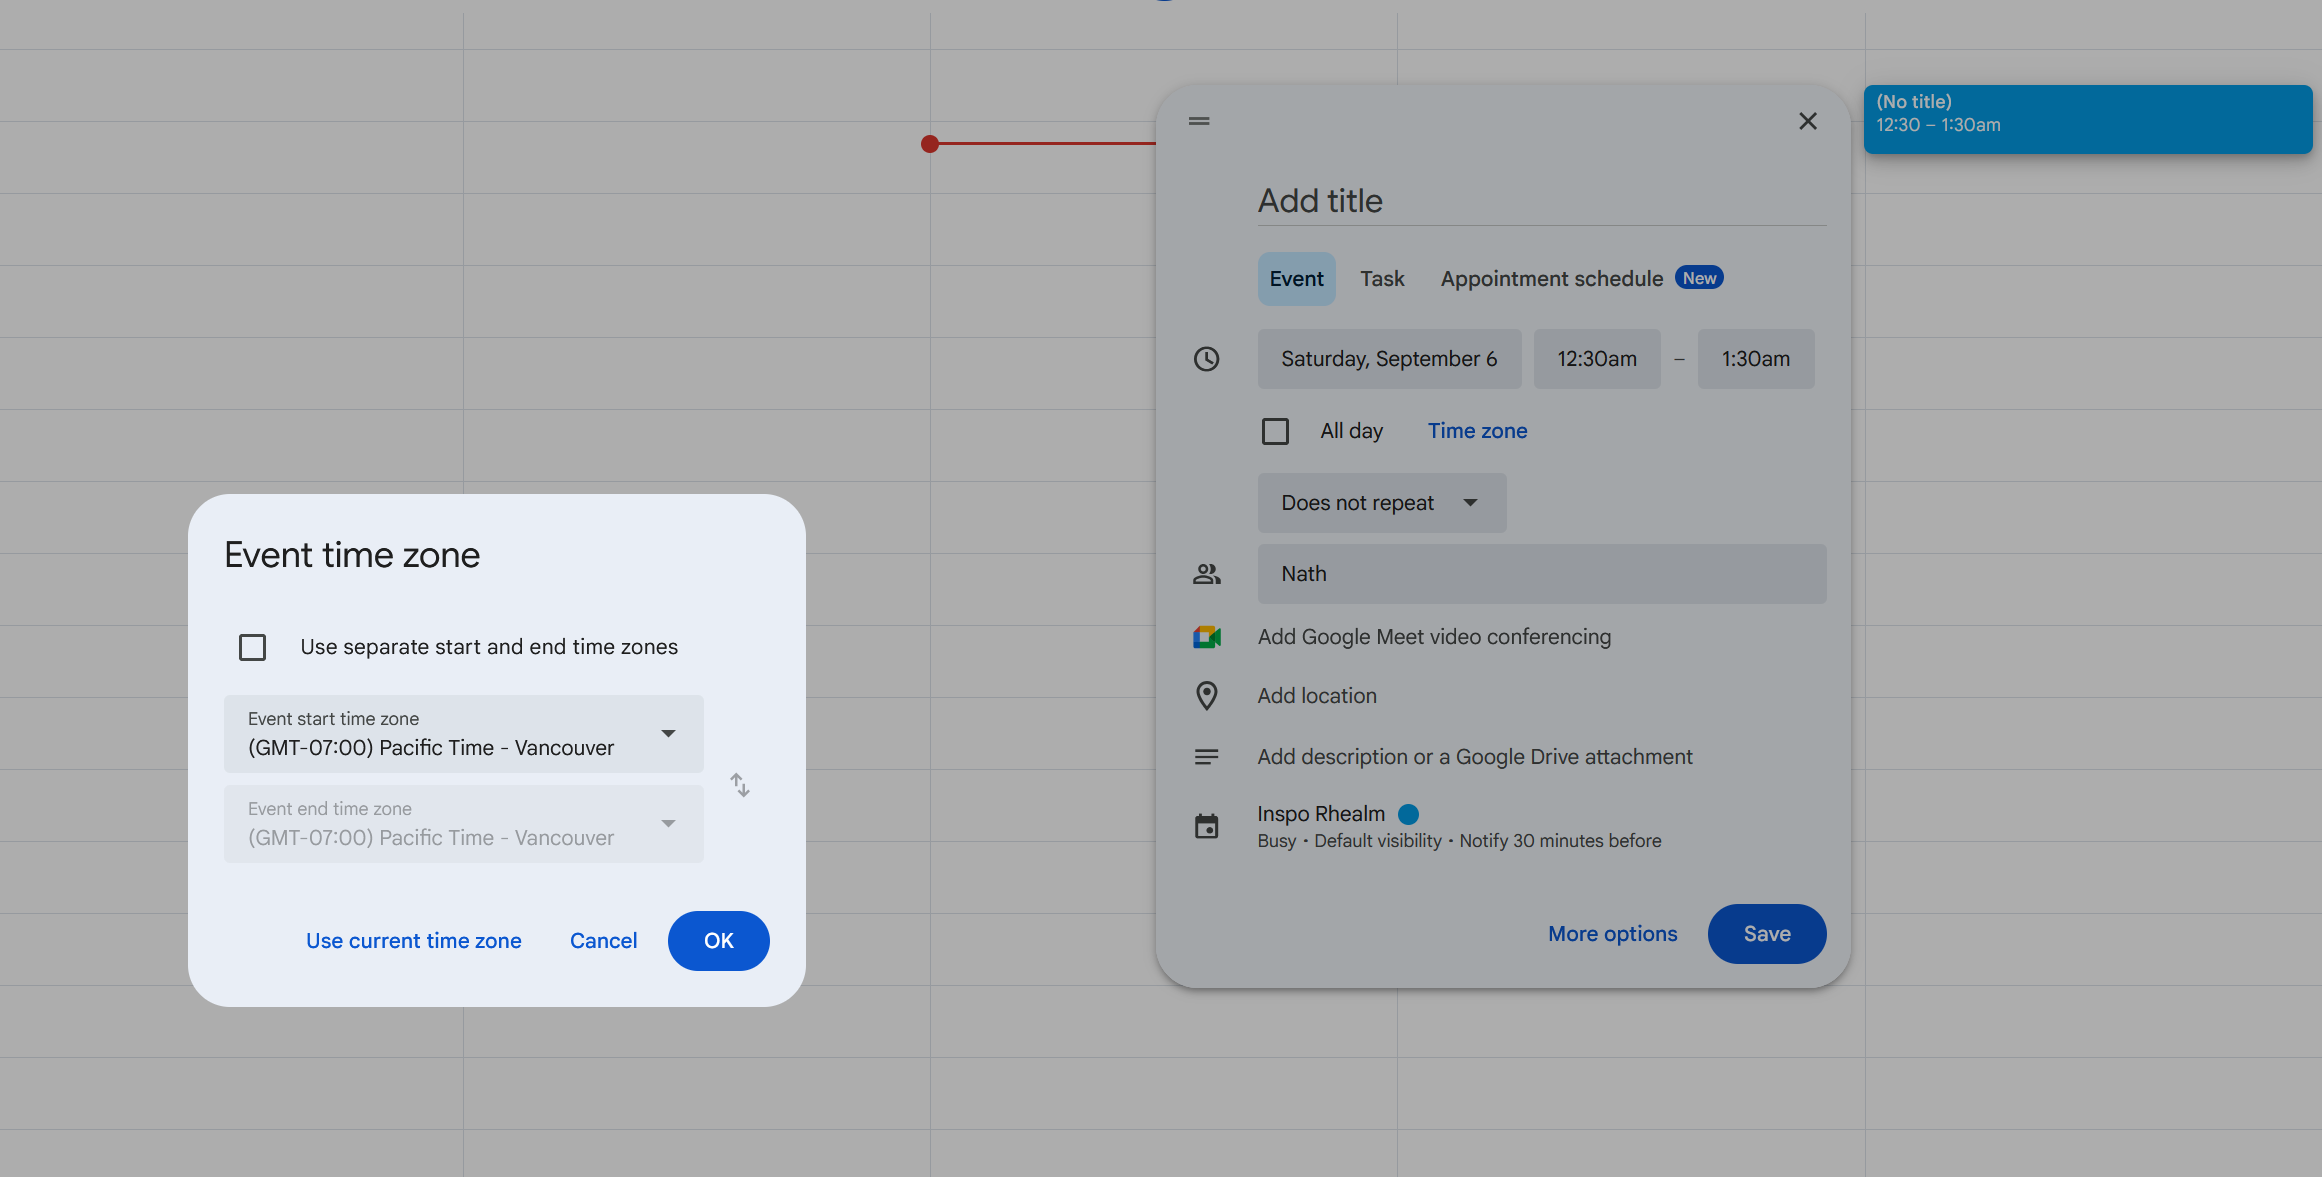 (No title)
12:30 – 1:30am
Add title
Event Task Appointment schedule New
Saturday, September 6 12:30am – 1:30am
All day Time zone
Does not repeat
Nath
Add Google Meet video conferencing
Add location
Add description or a Google Drive attachment
Inspo Rhealm
Busy • Default visibility • Notify 30 minutes before
More options Save
Event time zone
Use separate start and end time zones
Event start time zone
(GMT-07:00) Pacific Time - Vancouver
Event end time zone
(GMT-07:00) Pacific Time - Vancouver
Use current time zone Cancel OK